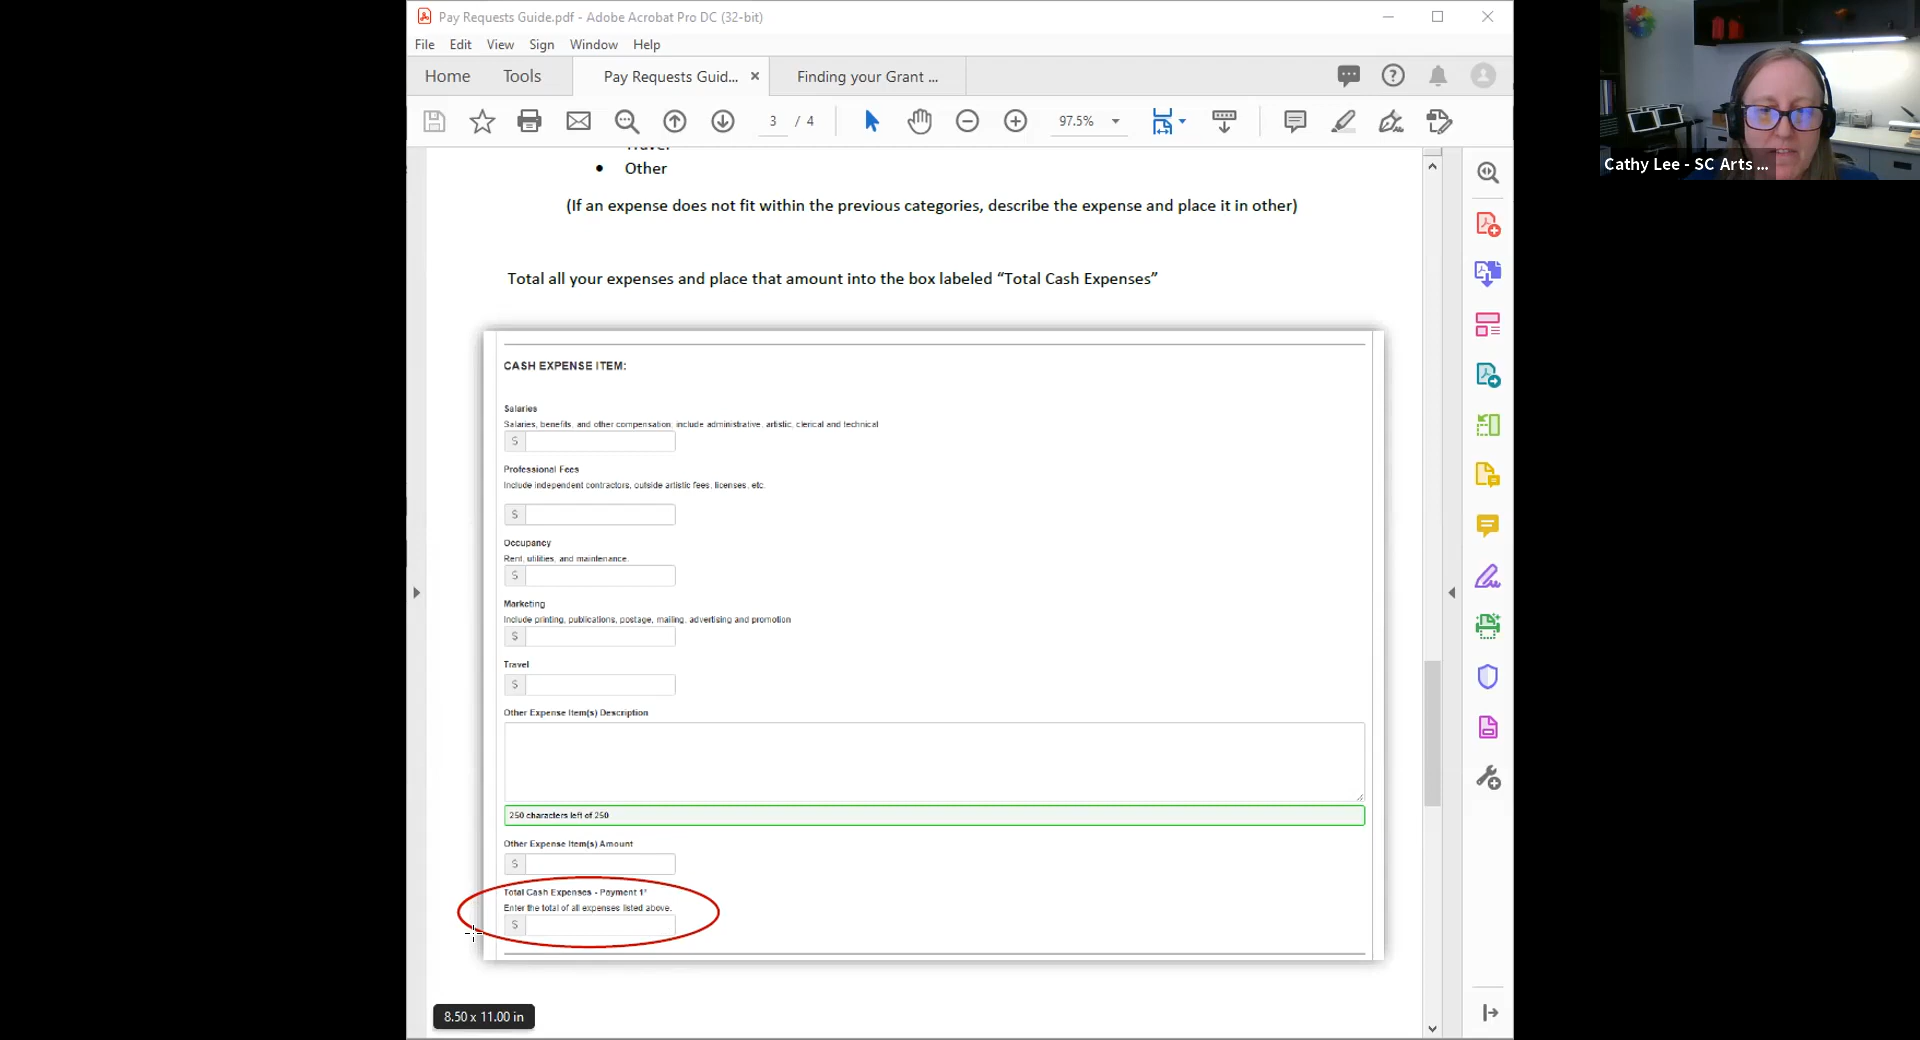 Pay Requests Guide.pdf - Adobe Acrobat Pro DC (32-bit)
File Edit View Sign Window Help
Home Tools Pay Requests Guid... × Finding your Grant ...
3 / 4 97.5%
Cathy Lee - SC Arts ...
Travel
• Other
(If an expense does not fit within the previous categories, describe the expense and place it in other)
Total all your expenses and place that amount into the box labeled “Total Cash Expenses”
CASH EXPENSE ITEM:
Salaries
Salaries, benefits, and other compensation, include administrative, artistic, clerical and technical
$
Professional Fees
Include independent contractors, outside artistic fees, licenses, etc.
$
Occupancy
Rent, utilities, and maintenance.
$
Marketing
Include printing, publications, postage, mailing, advertising and promotion
$
Travel
$
Other Expense Item(s) Description
250 characters left of 250
Other Expense Item(s) Amount
$
Total Cash Expenses - Payment 1*
Enter the total of all expenses listed above.
$
8.50 x 11.00 in